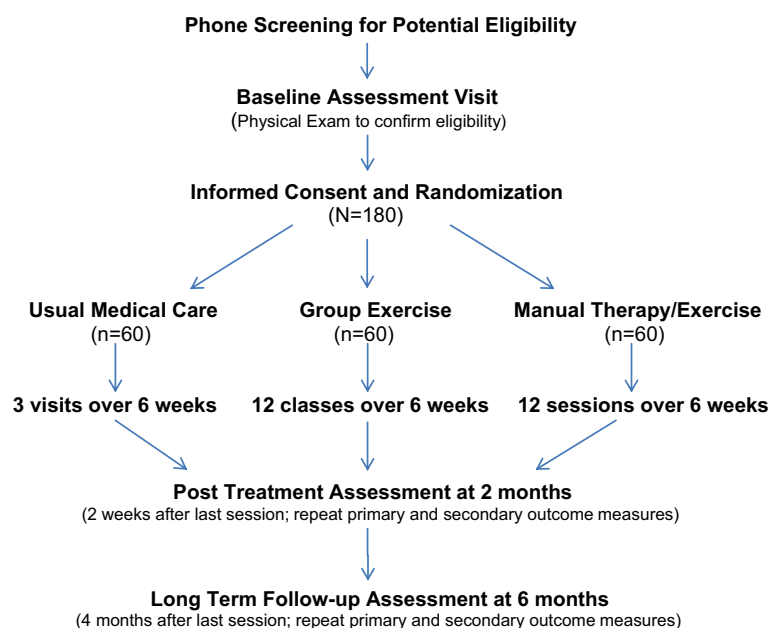 Phone Screening for Potential Eligibility
Baseline Assessment Visit
(Physical Exam to confirm eligibility)
Informed Consent and Randomization
(N=180)
Usual Medical Care
(n=60)
Group Exercise
(n=60)
Manual Therapy/Exercise
(n=60)
3 visits over 6 weeks
12 classes over 6 weeks
12 sessions over 6 weeks
Post Treatment Assessment at 2 months
(2 weeks after last session; repeat primary and secondary outcome measures)
Long Term Follow-up Assessment at 6 months
(4 months after last session; repeat primary and secondary outcome measures)